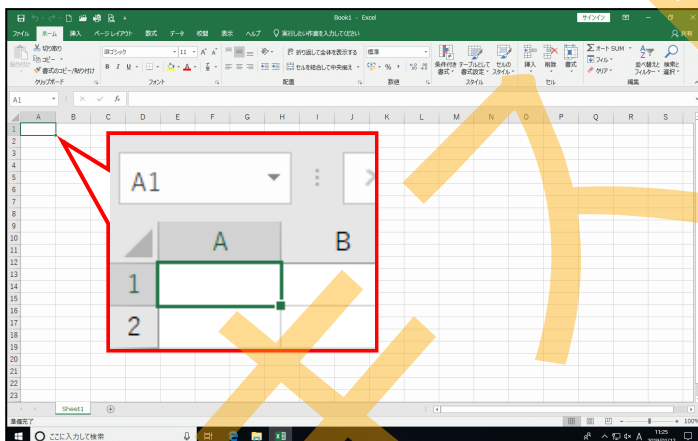 Book1 - Excel
サインイン
ファイル ホーム 挿入 ページ レイアウト 数式 データ 校閲 表示 ヘルプ 実行したい作業を入力してください 共有
切り取り
コピー
書式のコピー/貼り付け
クリップボード
游ゴシック 11
B I U
フォント
折り返して全体を表示する
セルを結合して中央揃え
配置
標準
数値
条件付き書式 テーブルとして書式設定 セルのスタイル
スタイル
挿入 削除 書式
セル
オート SUM
フィル
クリア
並べ替えと フィルター
検索と 選択
編集
A1
A B C D E F G H I J K L M N O P Q R S
1
2
3
4
5
6
7
8
9
10
11
12
13
14
15
16
17
18
19
20
21
22
23
A1
A B
1
2
Sheet1
準備完了
100%
ここに入力して検索
A
11:25